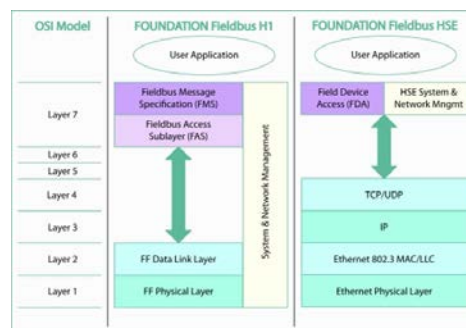 OSI Model
FOUNDATION Fieldbus H1
FOUNDATION Fieldbus HSE
User Application
User Application
Layer 7
Fieldbus Message
Specification (FMS)
Fieldbus Access
Sublayer (FAS)
System & Network Management
Field Device
Access (FDA)
HSE System &
Network Mngmt
Layer 6
Layer 5
Layer 4
TCP/UDP
Layer 3
IP
Layer 2
FF Data Link Layer
Ethernet 802.3 MAC/LLC
Layer 1
FF Physical Layer
Ethernet Physical Layer